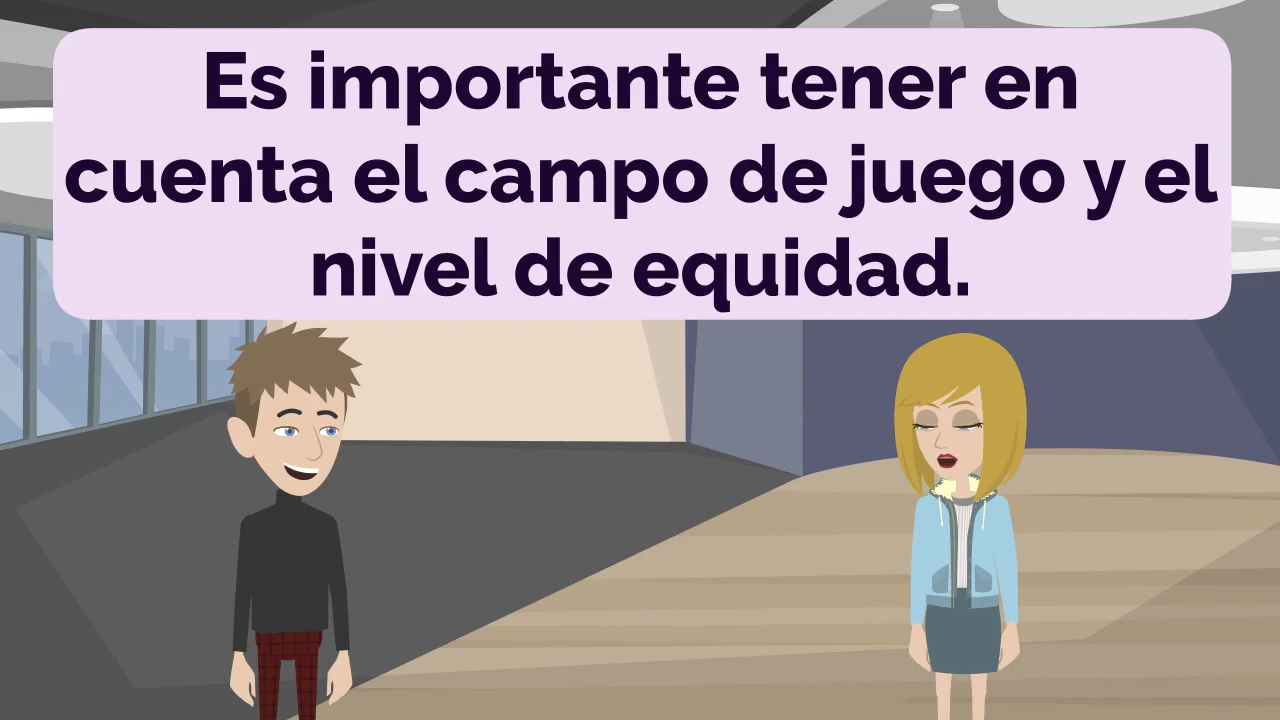 Es importante tener en
cuenta el campo de juego y el
nivel de equidad.